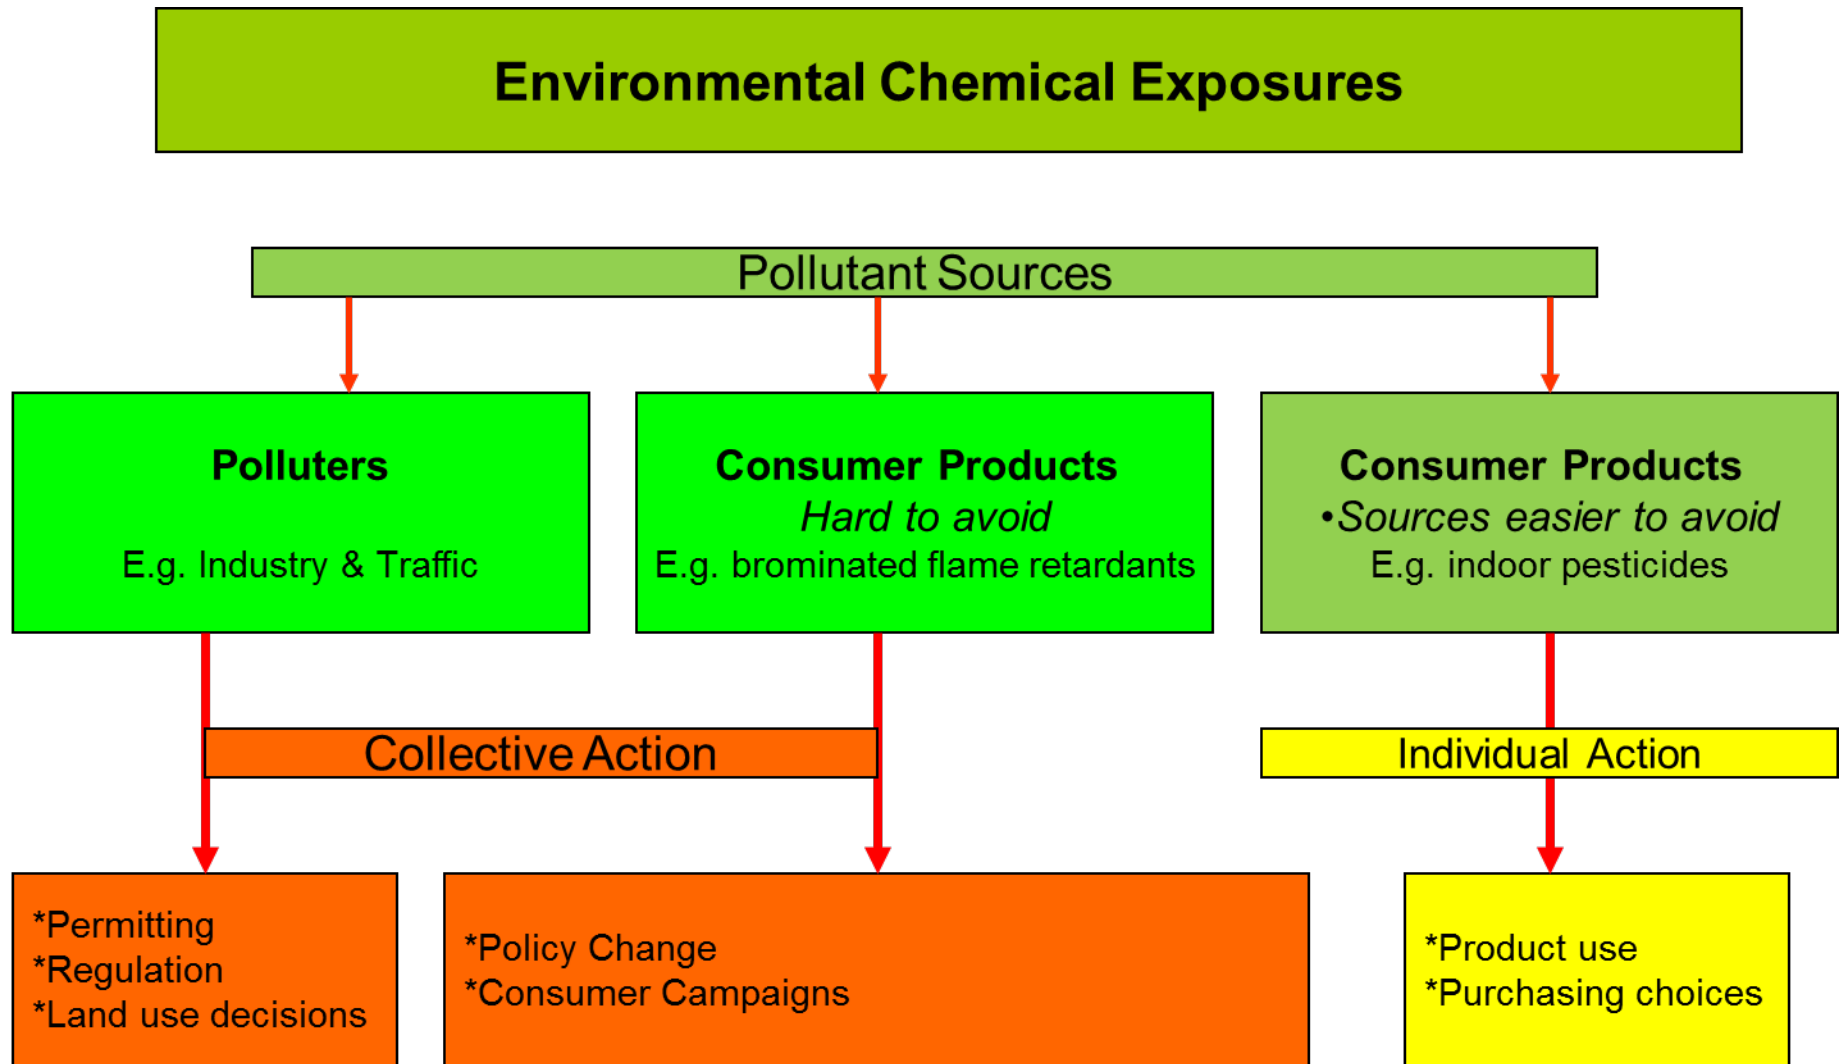 Environmental Chemical Exposures
Pollutant Sources
Polluters
E.g. Industry & Traffic
Consumer Products
Hard to avoid
E.g. brominated flame retardants
Consumer Products
•Sources easier to avoid
E.g. indoor pesticides
Collective Action
Individual Action
*Permitting
*Regulation
*Land use decisions
*Policy Change
*Consumer Campaigns
*Product use
*Purchasing choices